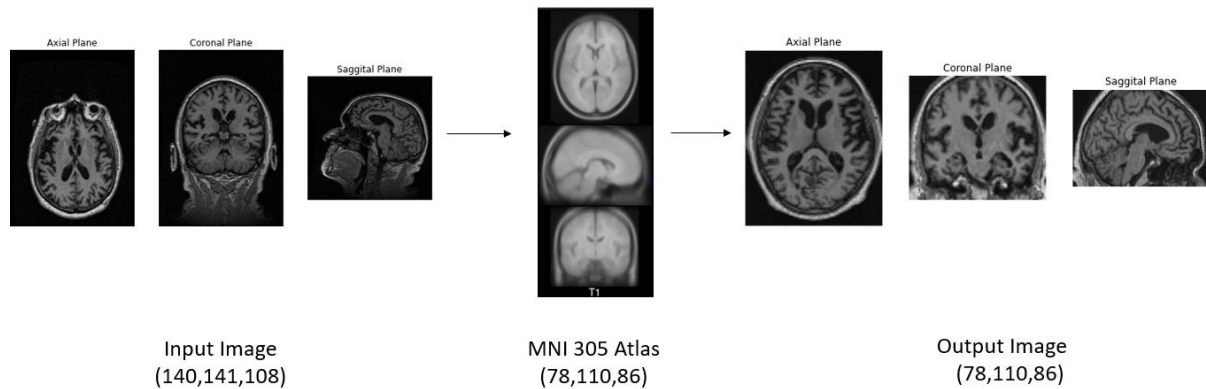 Axial Plane
Coronal Plane
Saggital Plane
T1
Axial Plane
Coronal Plane
Saggital Plane
Input Image
(140,141,108)
MNI 305 Atlas
(78,110,86)
Output Image
(78,110,86)